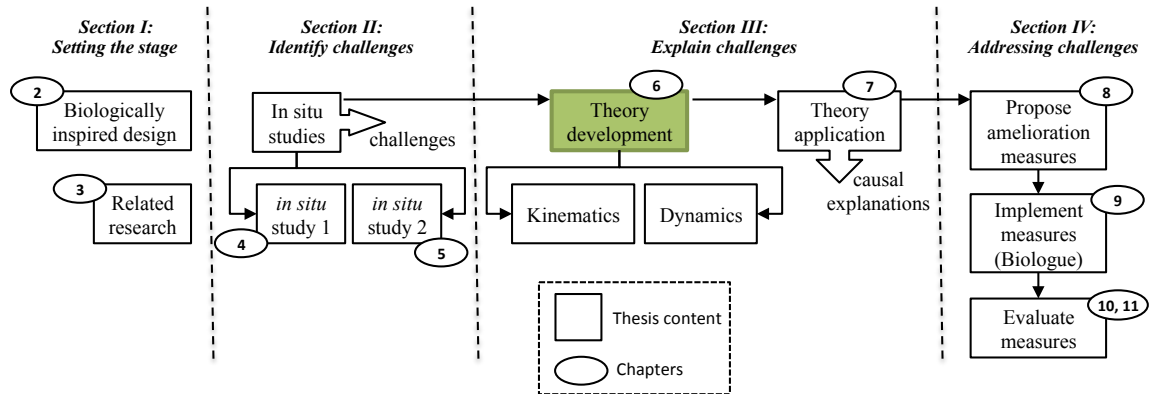 Section I:
Setting the stage
2
Biologically
inspired design
3
Related
research
Section II:
Identify challenges
In situ
studies
challenges
in situ
study 1
4
in situ
study 2
5
Section III:
Explain challenges
6
Theory
development
Kinematics
Dynamics
7
Theory
application
causal
explanations
Section IV:
Addressing challenges
8
Propose
amelioration
measures
9
Implement
measures
(Biologue)
10, 11
Evaluate
measures
Thesis content
Chapters